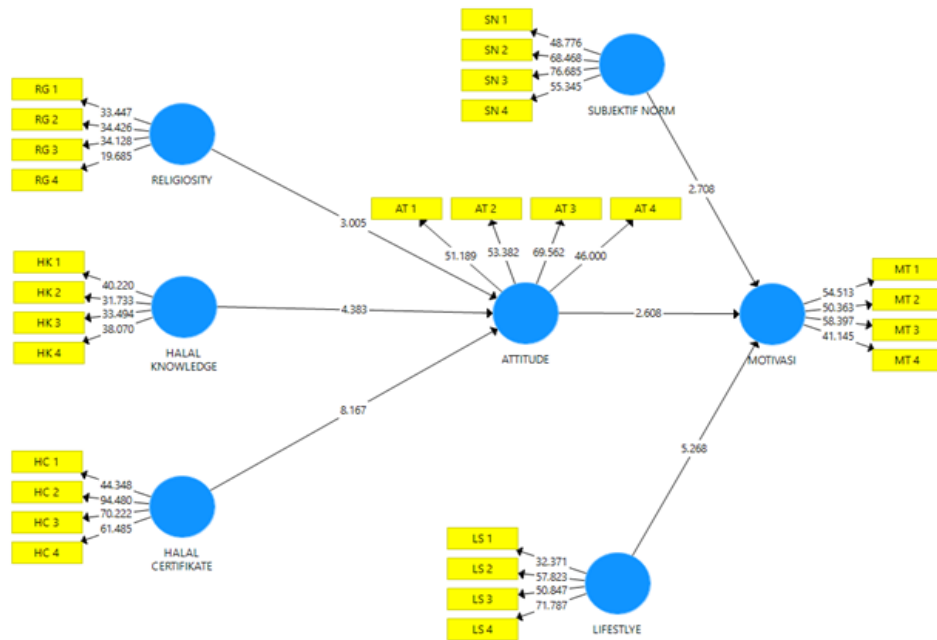 SN 1
SN 2
SN 3
SN 4
48.776
68.468
76.685
55.345
SUBJEKTIF NORM
RG 1
RG 2
RG 3
RG 4
33.447
34.426
34.128
19.685
RELIGIOSITY
2.708
3.005
AT 1
AT 2
AT 3
AT 4
51.189
53.382
69.562
46.000
HK 1
HK 2
HK 3
HK 4
40.220
31.733
33.494
38.070
HALAL
KNOWLEDGE
4.383
ATTITUDE
2.608
MOTIVASI
54.513
50.363
58.397
41.145
MT 1
MT 2
MT 3
MT 4
8.167
5.268
HC 1
HC 2
HC 3
HC 4
44.348
94.480
70.222
61.485
HALAL
CERTIFIKATE
LS 1
LS 2
LS 3
LS 4
32.371
57.823
50.847
71.787
LIFESTLYE